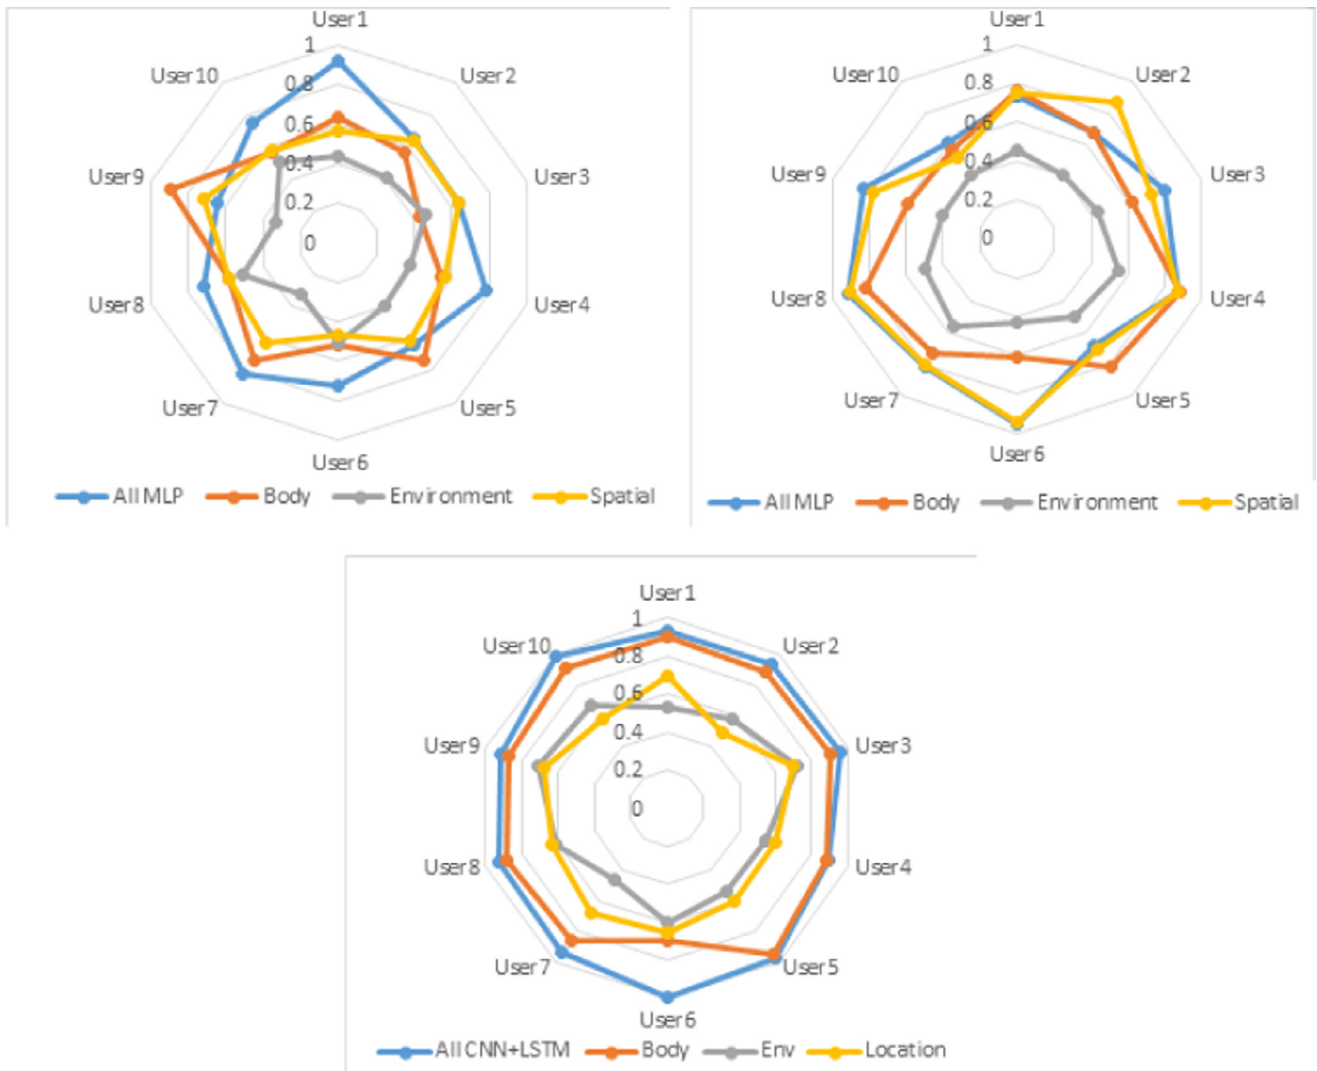 User1
1
User10
User2
0.8
0.6
0.4
User9
User3
0.2
0
User8
User4
User7
User5
User6
All MLP Body Environment Spatial
User1
1
User10
User2
0.8
0.6
0.4
User9
User3
0.2
0
User8
User4
User7
User5
User6
All MLP Body Environment Spatial
User1
1
User10
User2
0.8
0.6
0.4
User9
User3
0.2
0
User8
User4
User7
User5
User6
All CNN+LSTM Body Env Location